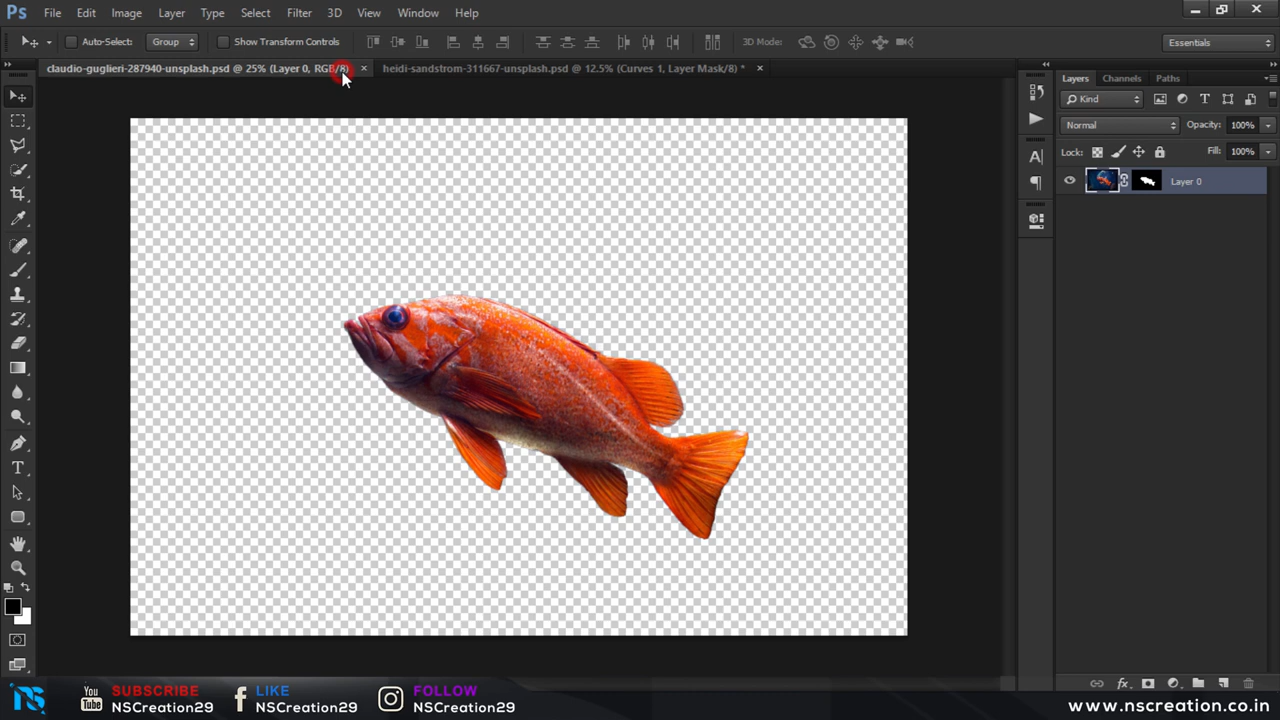 Ps File Edit Image Layer Type Select Filter 3D View Window Help
Auto-Select: Group Show Transform Controls 3D Mode: Essentials
claudio-guglieri-287940-unsplash.psd @ 25% (Layer 0, RGB/8) × heidi-sandstrom-311667-unsplash.psd @ 12.5% (Curves 1, Layer Mask/8) * ×
Layers Channels Paths
Kind
Normal Opacity: 100%
Lock: Fill: 100%
Layer 0
You Tube SUBSCRIBE NSCreation29
LIKE NSCreation29
FOLLOW NSCreation29
www.nscreation.co.in